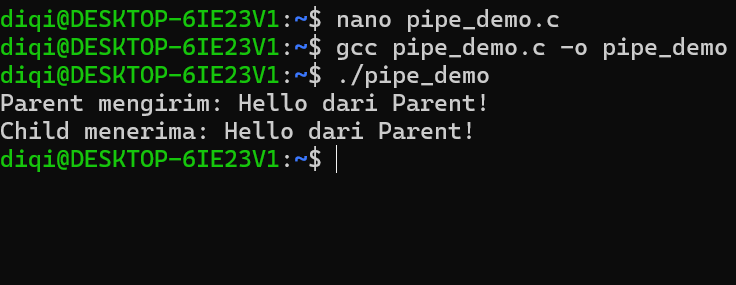 diqi@DESKTOP-6IE23V1:~$ nano pipe_demo.c
diqi@DESKTOP-6IE23V1:~$ gcc pipe_demo.c -o pipe_demo
diqi@DESKTOP-6IE23V1:~$ ./pipe_demo
Parent mengirim: Hello dari Parent!
Child menerima: Hello dari Parent!
diqi@DESKTOP-6IE23V1:~$